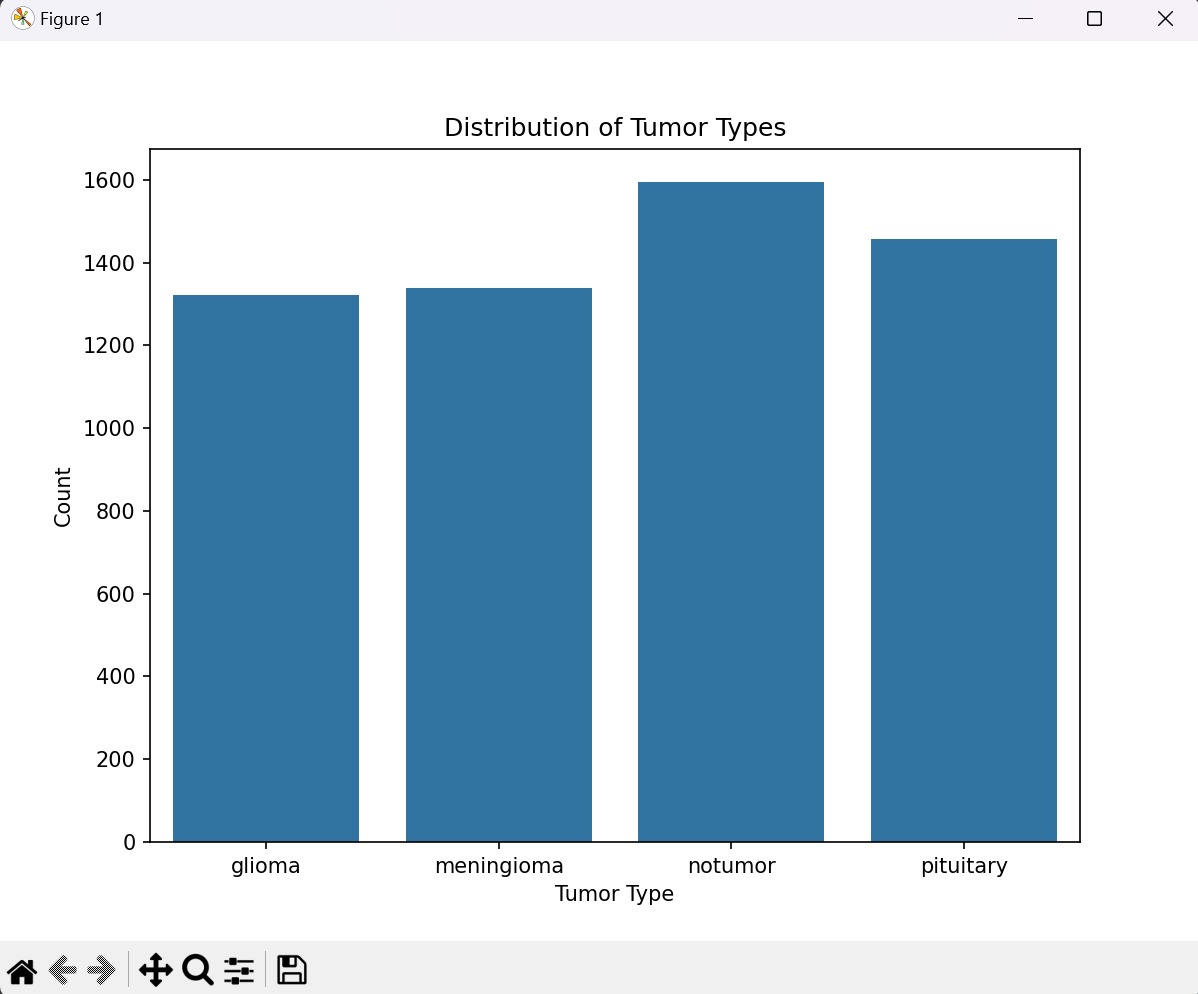 Figure 1
Distribution of Tumor Types
1600
1400
1200
1000
800
600
400
200
0
Count
glioma meningioma notumor pituitary
Tumor Type